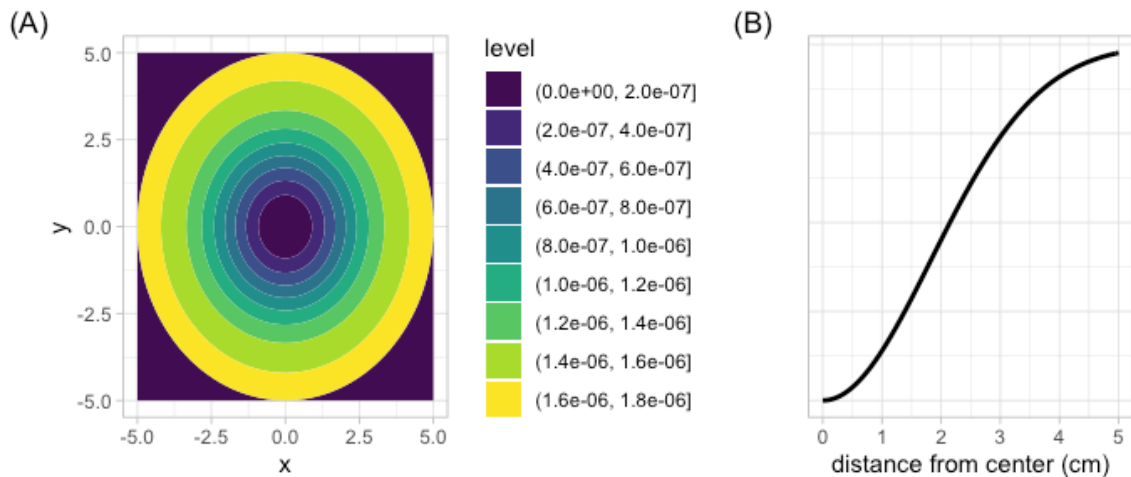 (A)
5.0
2.5
0.0
-2.5
-5.0
y
-5.0 -2.5 0.0 2.5 5.0
x
level
(0.0e+00, 2.0e-07]
(2.0e-07, 4.0e-07]
(4.0e-07, 6.0e-07]
(6.0e-07, 8.0e-07]
(8.0e-07, 1.0e-06]
(1.0e-06, 1.2e-06]
(1.2e-06, 1.4e-06]
(1.4e-06, 1.6e-06]
(1.6e-06, 1.8e-06]
(B)
0 1 2 3 4 5
distance from center (cm)